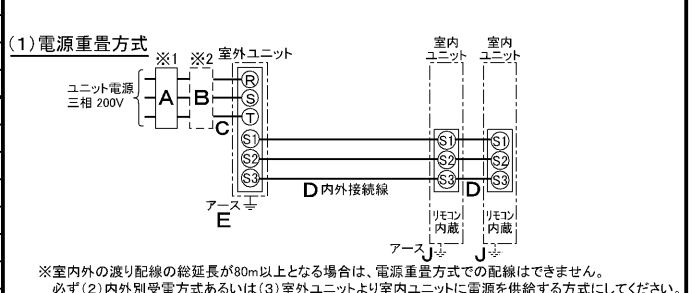 (1)電源重畳方式
※1 ※2 室外ユニット
室内
ユニット
室内
ユニット
ユニット電源
三相 200V
A
B
C
R
S
T
S1
S2
S3
S1
S2
S3
S1
S2
S3
D 内外接続線
D
アース
E
リモコン
内蔵
リモコン
内蔵
アース J
J
※室内外の渡り配線の総延長が80m以上となる場合は、電源重畳方式での配線はできません。
必ず(2)内外別受電方式あるいは(3)室外ユニットより室内ユニットに電源を供給する方式にしてください。